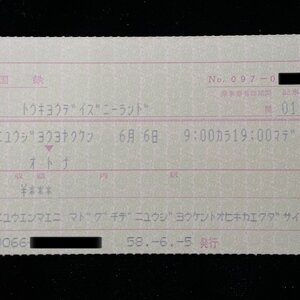 国鉄 No.097-0
トウキヨウデイズニーランド
ニユウジヨウヨヤクケン 6月6日 9:00カラ19:00マデ
オトナ
¥***
ニユウエンマエニ マドグチデニユウジヨウケントオヒキカエクダサイ
0066 58.-6.-5 発行